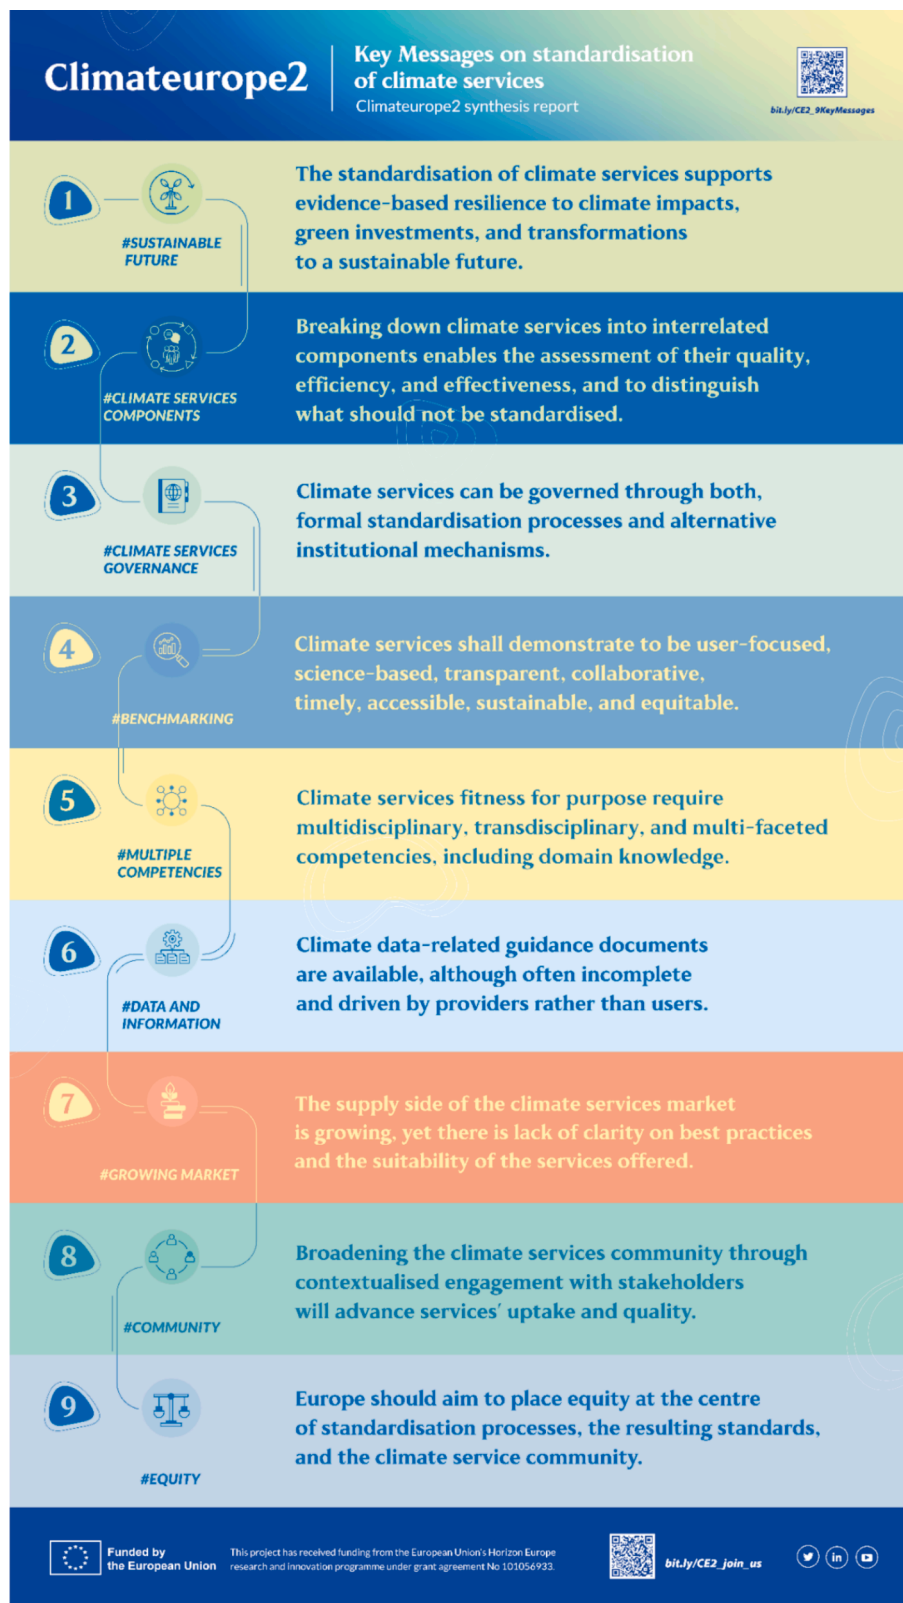 Climateurope2
Key Messages on standardisation
of climate services
Climateurope2 synthesis report
bit.ly/CE2_9KeyMessages
1
#SUSTAINABLE
FUTURE
The standardisation of climate services supports
evidence-based resilience to climate impacts,
green investments, and transformations
to a sustainable future.
2
#CLIMATE SERVICES
COMPONENTS
Breaking down climate services into interrelated
components enables the assessment of their quality,
efficiency, and effectiveness, and to distinguish
what should not be standardised.
3
#CLIMATE SERVICES
GOVERNANCE
Climate services can be governed through both,
formal standardisation processes and alternative
institutional mechanisms.
4
#BENCHMARKING
Climate services shall demonstrate to be user-focused,
science-based, transparent, collaborative,
timely, accessible, sustainable, and equitable.
5
#MULTIPLE
COMPETENCIES
Climate services fitness for purpose require
multidisciplinary, transdisciplinary, and multi-faceted
competencies, including domain knowledge.
6
#DATA AND
INFORMATION
Climate data-related guidance documents
are available, although often incomplete
and driven by providers rather than users.
7
#GROWING MARKET
The supply side of the climate services market
is growing, yet there is lack of clarity on best practices
and the suitability of the services offered.
8
#COMMUNITY
Broadening the climate services community through
contextualised engagement with stakeholders
will advance services' uptake and quality.
9
#EQUITY
Europe should aim to place equity at the centre
of standardisation processes, the resulting standards,
and the climate service community.
Funded by
the European Union
This project has received funding from the European Union's Horizon Europe
research and innovation programme under grant agreement No 101056933.
bit.ly/CE2_join_us
in